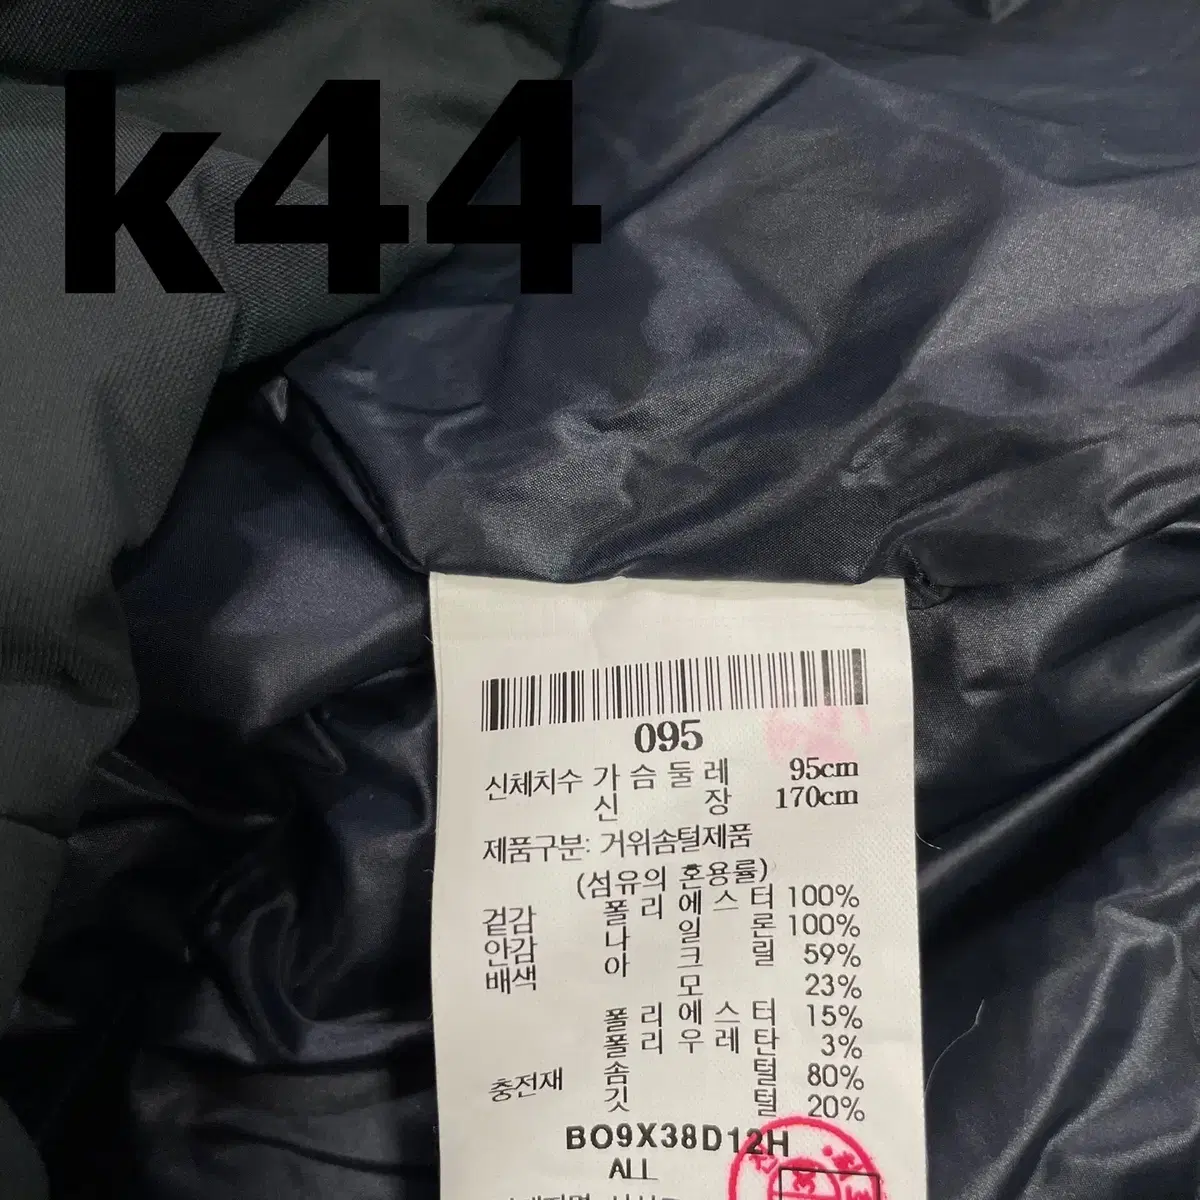 k44
095
신체치수 가슴둘레 95cm
신장 170cm
제품구분: 거위솜털제품
(섬유의 혼용률)
겉감 폴리에스터 100%
안감 나일론 100%
배색 아크릴 59%
모 23%
폴리에스터 15%
폴리우레탄 3%
충전재 솜털 80%
깃털 20%
BO9X38D12H
ALL